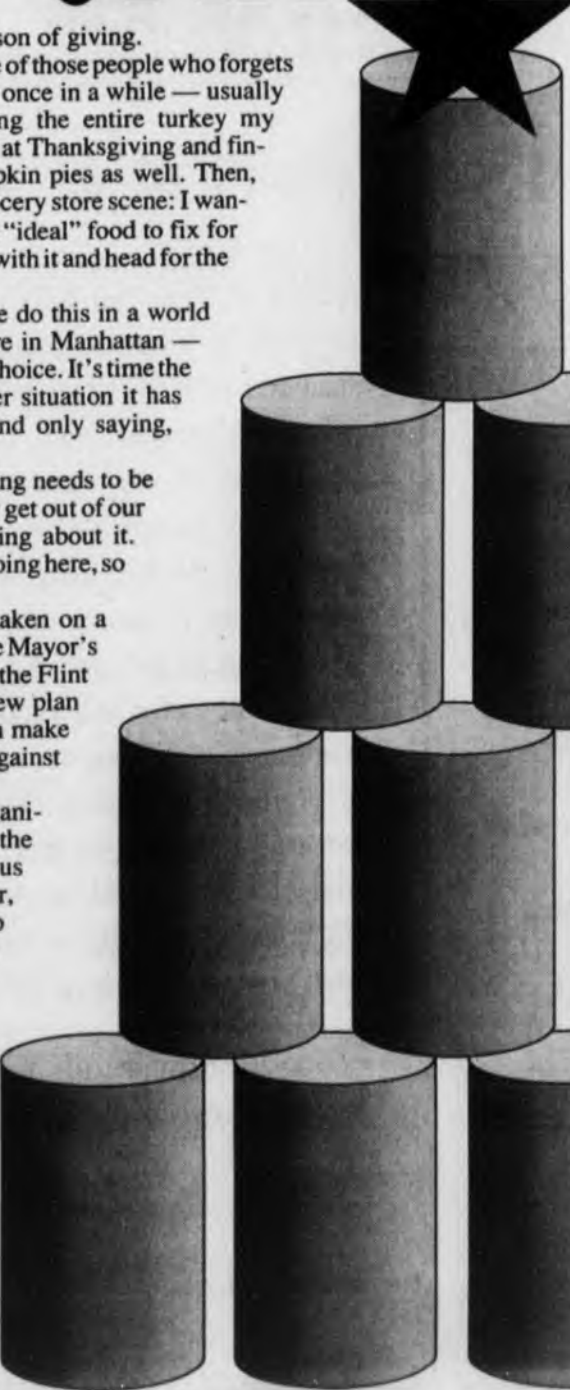 son of giving.
e of those people who forgets
once in a while — usually
ng the entire turkey my
at Thanksgiving and fin-
pkin pies as well. Then,
cery store scene: I wan-
"ideal" food to fix for
with it and head for the
e do this in a world
re in Manhattan —
hoice. It's time the
er situation it has
nd only saying,
ng needs to be
get out of our
ing about it.
ping here, so
aken on a
e Mayor's
the Flint
ew plan
n make
gainst
ani-
the
us
r,
o